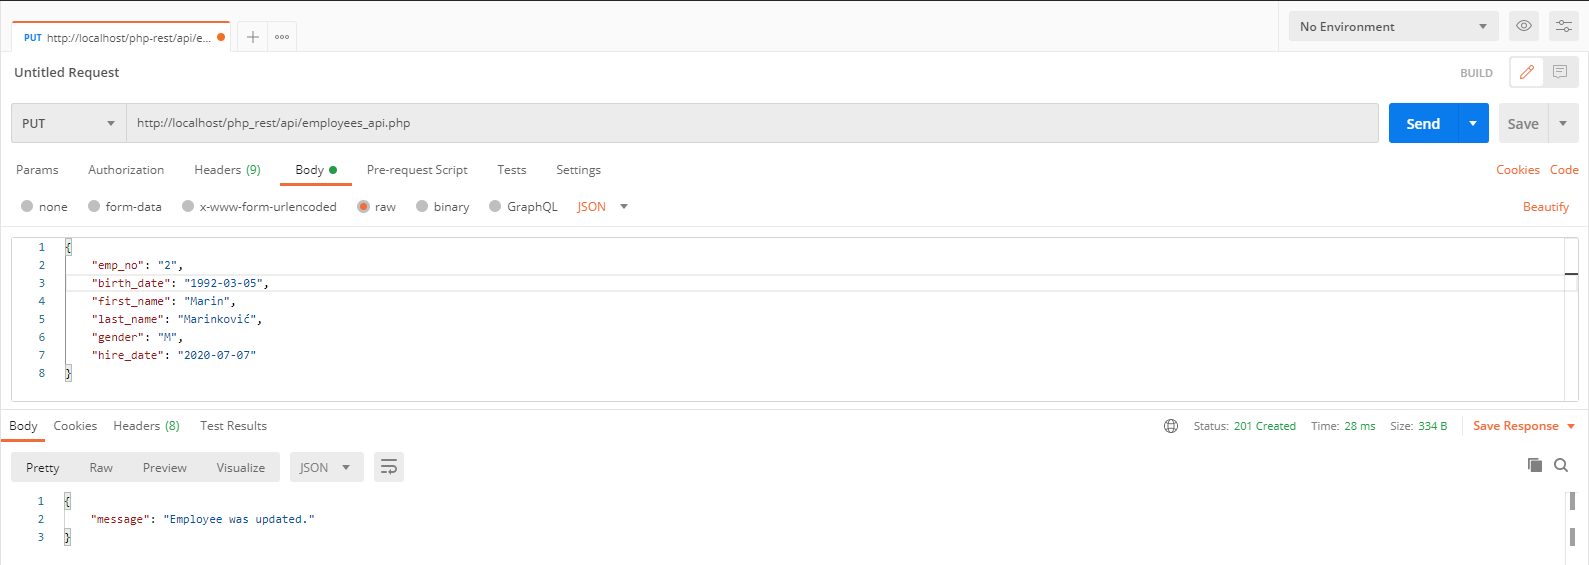 PUT http://localhost/php-rest/api/e...
No Environment
Untitled Request
BUILD
PUT http://localhost/php_rest/api/employees_api.php Send Save
Params Authorization Headers (9) Body Pre-request Script Tests Settings Cookies Code
none form-data x-www-form-urlencoded raw binary GraphQL JSON Beautify
1 {
2 "emp_no": "2",
3 "birth_date": "1992-03-05",
4 "first_name": "Marin",
5 "last_name": "Marinković",
6 "gender": "M",
7 "hire_date": "2020-07-07"
8 }
Body Cookies Headers (8) Test Results Status: 201 Created Time: 28 ms Size: 334 B Save Response
Pretty Raw Preview Visualize JSON
1 {
2 "message": "Employee was updated."
3 }